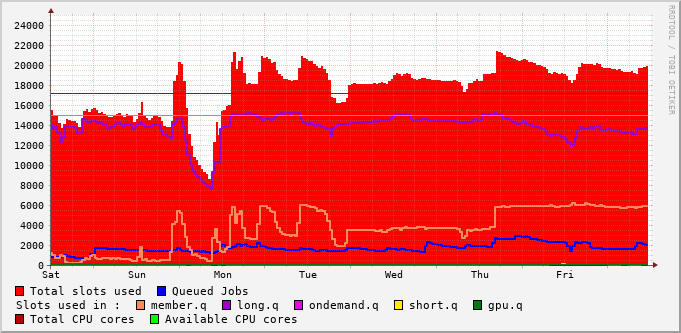 RRDTOOL / TOBI OETIKER
24000
22000
20000
18000
16000
14000
12000
10000
8000
6000
4000
2000
0
Sat Sun Mon Tue Wed Thu Fri
Total slots used Queued Jobs
Slots used in : member.q long.q ondemand.q short.q gpu.q
Total CPU cores Available CPU cores